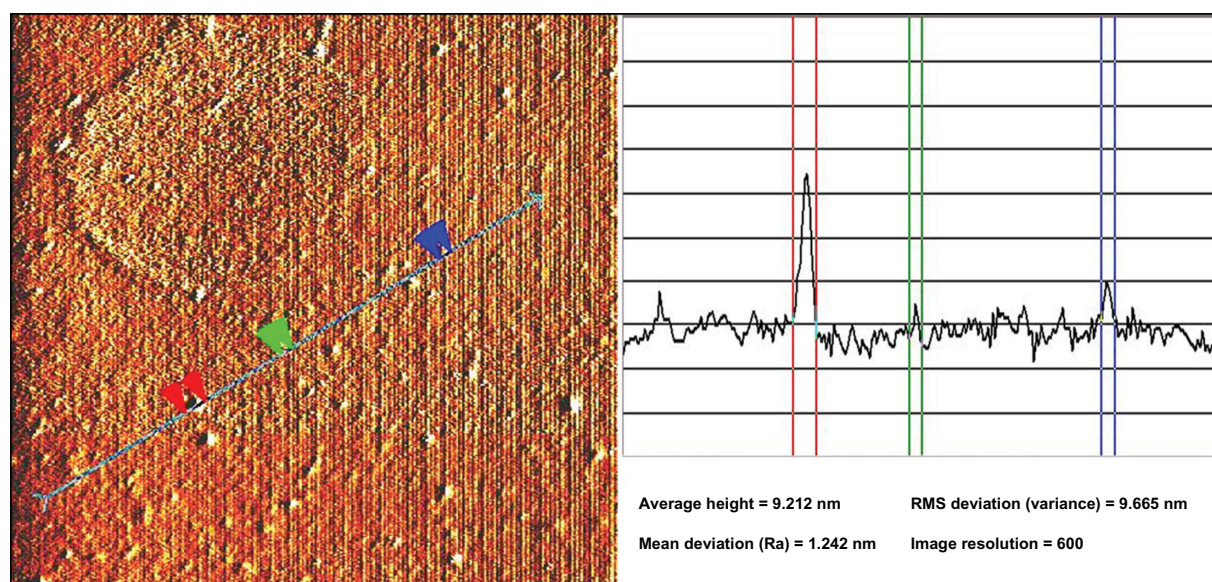 Average height = 9.212 nm RMS deviation (variance) = 9.665 nm
Mean deviation (Ra) = 1.242 nm Image resolution = 600